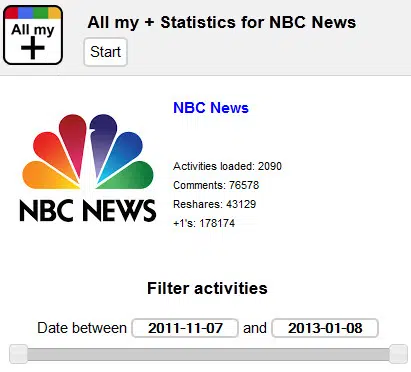 All my
+
All my + Statistics for NBC News
Start
NBC News
Activities loaded: 2090
Comments: 76578
Reshares: 43129
+1's: 178174
NBC NEWS
Filter activities
Date between 2011-11-07 and 2013-01-08